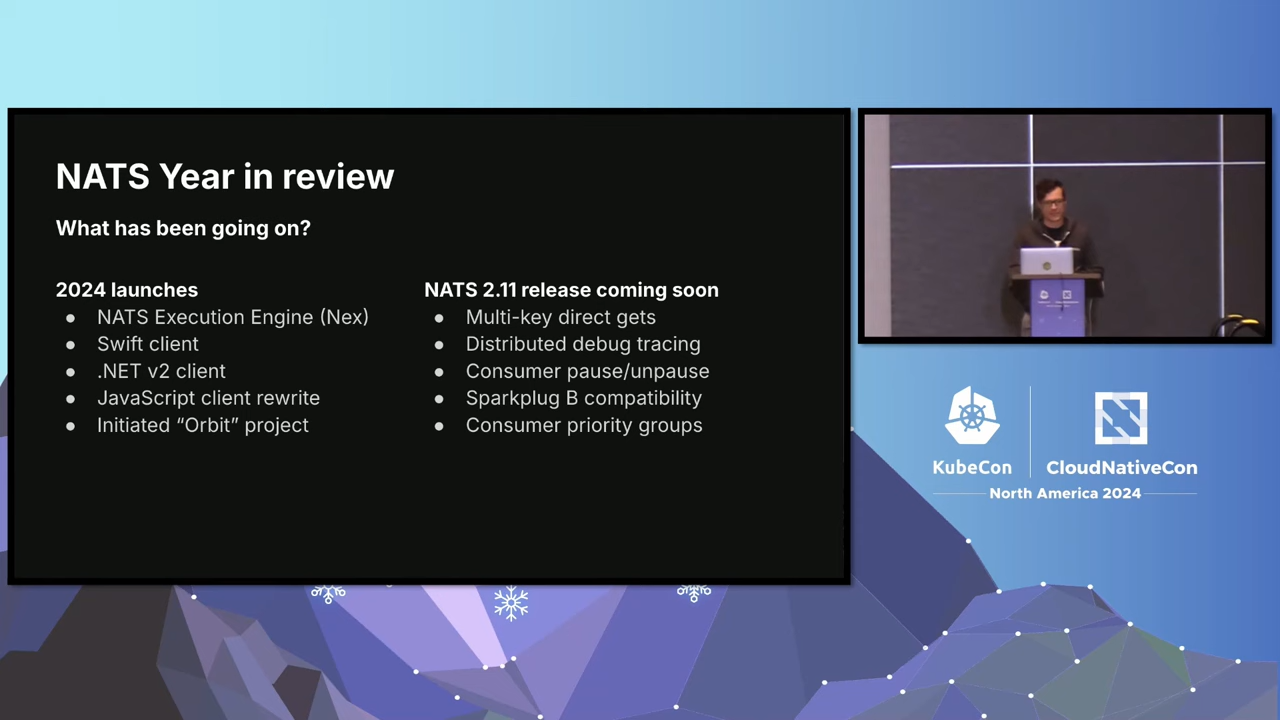 NATS Year in review
What has been going on?
2024 launches
● NATS Execution Engine (Nex)
● Swift client
● .NET v2 client
● JavaScript client rewrite
● Initiated “Orbit” project
NATS 2.11 release coming soon
● Multi-key direct gets
● Distributed debug tracing
● Consumer pause/unpause
● Sparkplug B compatibility
● Consumer priority groups
KubeCon
CloudNativeCon
North America 2024